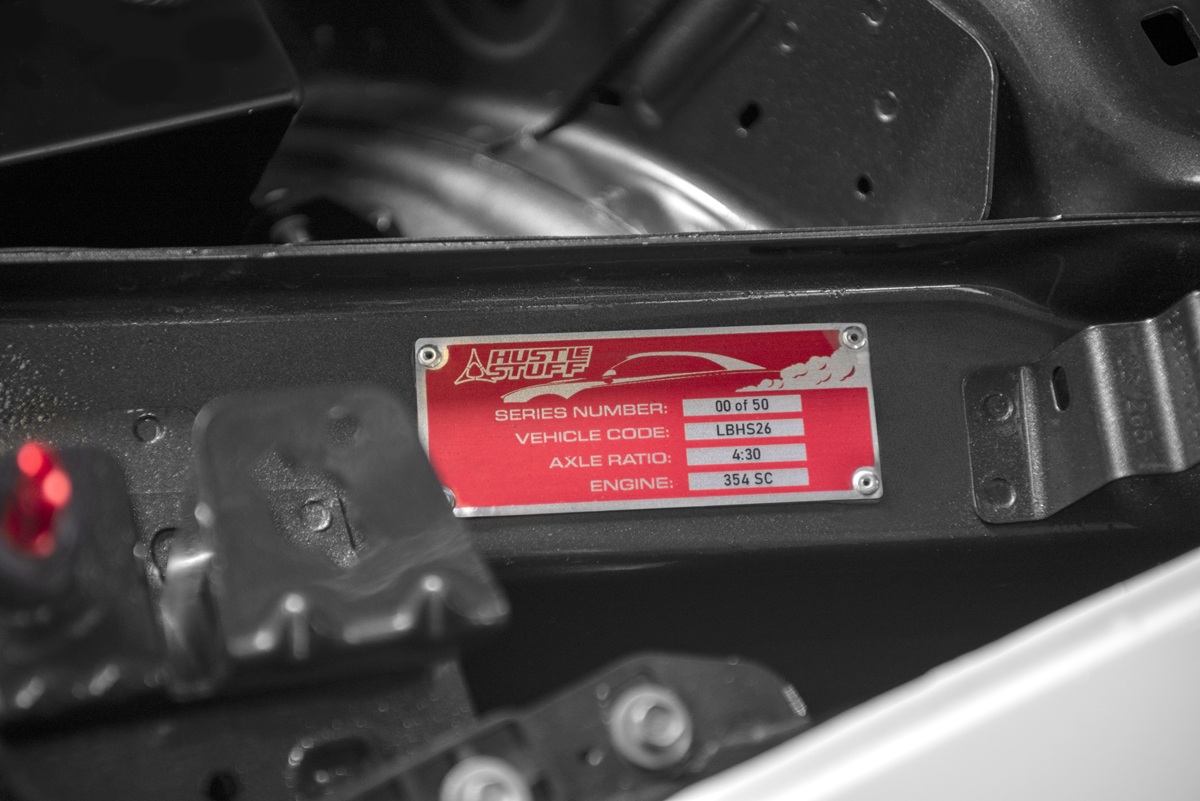 HUSTLE
STUFF
SERIES NUMBER: 00 of 50
VEHICLE CODE: LBHS26
AXLE RATIO: 4:30
ENGINE: 354 SC